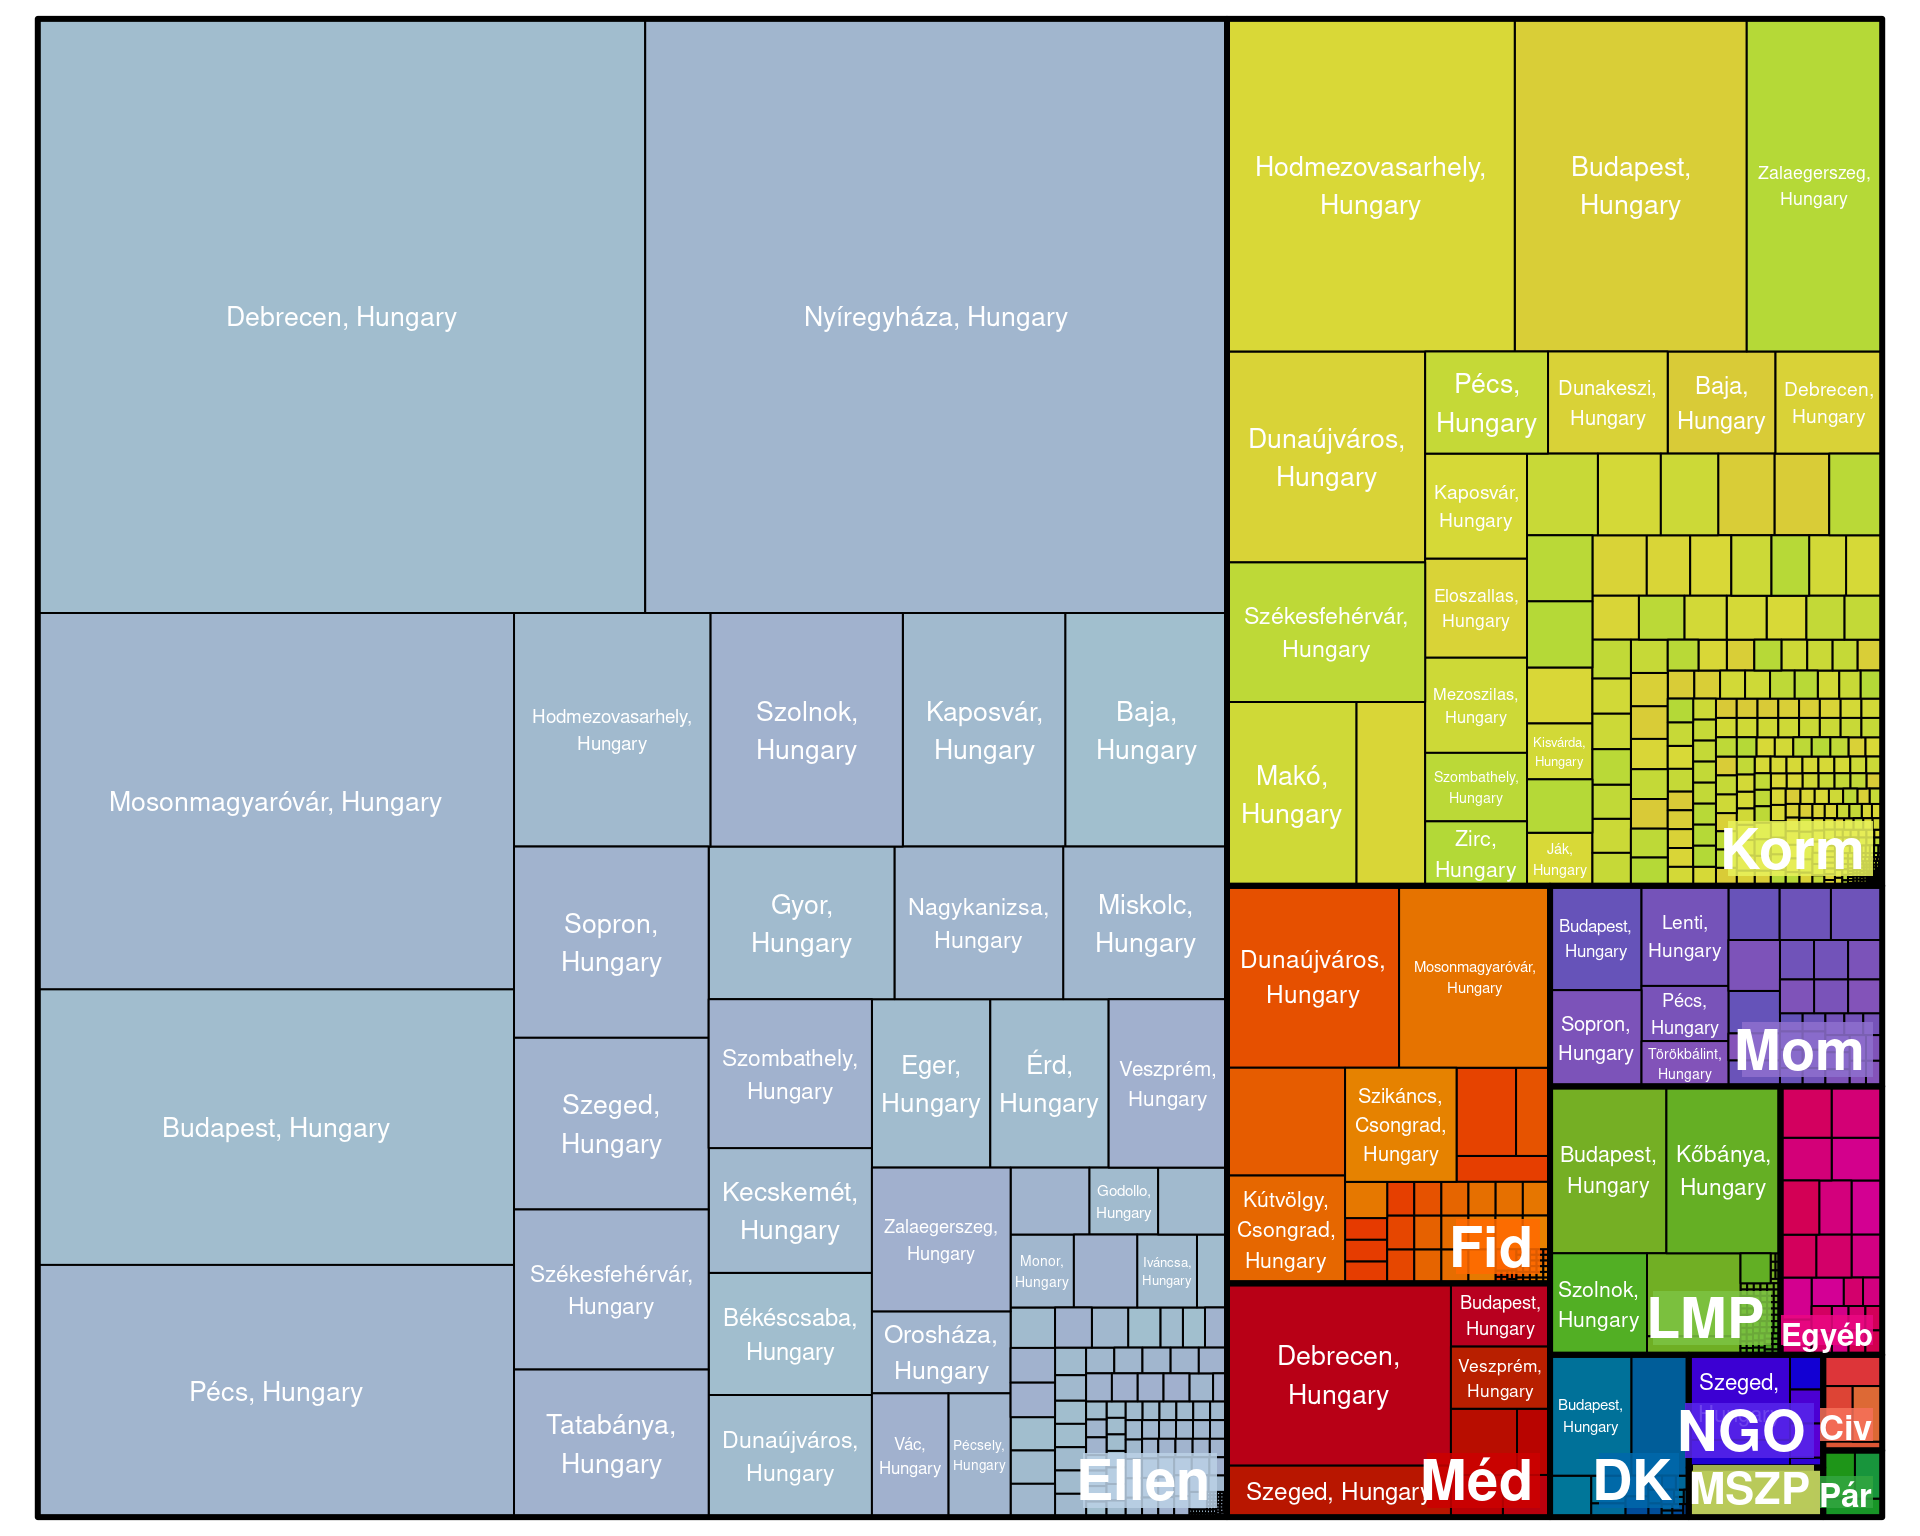 Debrecen, Hungary
Nyíregyháza, Hungary
Mosonmagyaróvár, Hungary
Budapest, Hungary
Pécs, Hungary
Hodmezovasarhely,
Hungary
Szolnok,
Hungary
Kaposvár,
Hungary
Baja,
Hungary
Sopron,
Hungary
Szeged,
Hungary
Székesfehérvár,
Hungary
Tatabánya,
Hungary
Gyor,
Hungary
Nagykanizsa,
Hungary
Miskolc,
Hungary
Szombathely,
Hungary
Kecskemét,
Hungary
Békéscsaba,
Hungary
Dunaújváros,
Hungary
Eger,
Hungary
Érd,
Hungary
Veszprém,
Hungary
Zalaegerszeg,
Hungary
Orosháza,
Hungary
Vác,
Hungary
Pécsely,
Hungary
Godollo,
Hungary
Monor,
Hungary
Iváncsa,
Hungary
Ellen
Hodmezovasarhely,
Hungary
Budapest,
Hungary
Zalaegerszeg,
Hungary
Dunaújváros,
Hungary
Székesfehérvár,
Hungary
Makó,
Hungary
Pécs,
Hungary
Dunakeszi,
Hungary
Baja,
Hungary
Debrecen,
Hungary
Kaposvár,
Hungary
Eloszallas,
Hungary
Mezoszilas,
Hungary
Szombathely,
Hungary
Zirc,
Hungary
Kisvárda,
Hungary
Ják,
Hungary
Korm
Dunaújváros,
Hungary
Mosonmagyaróvár,
Hungary
Szikáncs,
Csongrad,
Hungary
Kútvölgy,
Csongrad,
Hungary
Fid
Budapest,
Hungary
Lenti,
Hungary
Sopron,
Hungary
Pécs,
Hungary
Törökbálint,
Hungary
Mom
Budapest,
Hungary
Kőbánya,
Hungary
Szolnok,
Hungary
LMP
Egyéb
Debrecen,
Hungary
Budapest,
Hungary
Veszprém,
Hungary
Szeged, Hungary
Méd
Budapest,
Hungary
DK
Szeged,
Hungary
NGO
Civ
MSZP
Pár